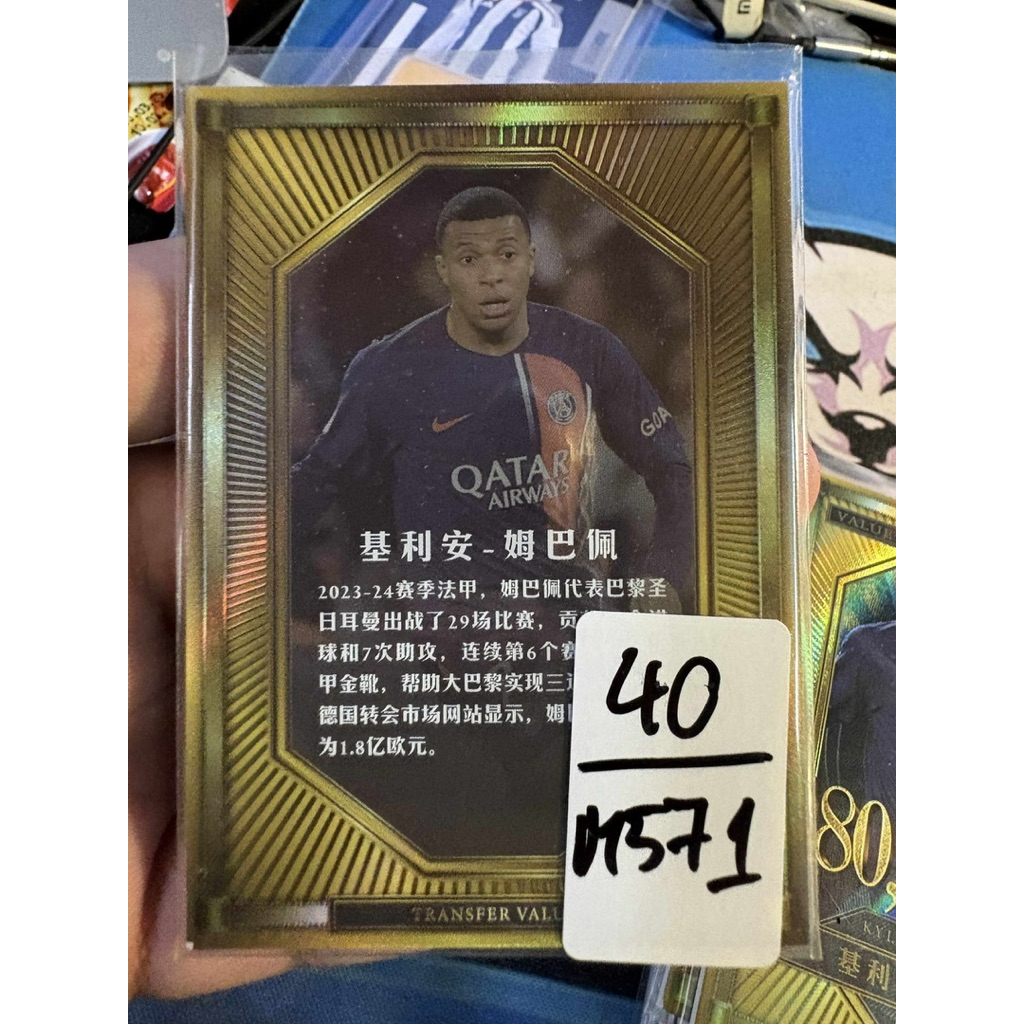 GOA
QATAR
AIRWAYS
基利安-姆巴佩
2023-24赛季法甲，姆巴佩代表巴黎圣
日耳曼出战了29场比赛，贡
球和7次助攻，连续第6个赛
甲金靴，帮助大巴黎实现三
德国转会市场网站显示，姆
为1.8亿欧元。
40
M571
TRANSFER VALU
VALUE
80,
KYL
基利